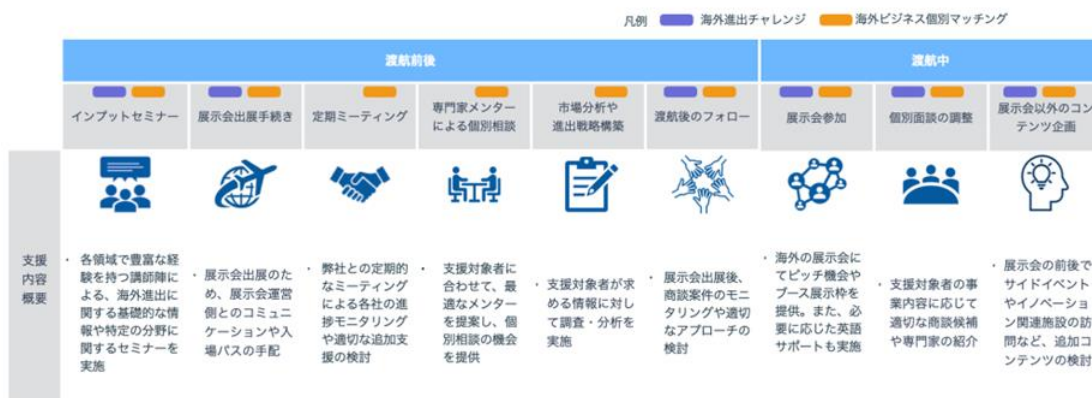 凡例 海外進出チャレンジ 海外ビジネス個別マッチング
渡航前後
渡航中
インプットセミナー
展示会出展手続き
定期ミーティング
専門家メンター
による個別相談
市場分析や
進出戦略構築
渡航後のフォロー
展示会参加
個別面談の調整
展示会以外のコン
テンツ企画
支援
内容
概要
・ 各領域で豊富な経
験を持つ講師陣に
よる、海外進出に
関する基礎的な情
報や特定の分野に
関するセミナーを
実施
・ 展示会出展のた
め、展示会運営
側とのコミュニ
ケーションや入
場パスの手配
・ 弊社との定期的
なミーティング
による各社の進
捗モニタリング
や適切な追加支
援の検討
・ 支援対象者に
合わせて、最
適なメンター
を提案し、個
別相談の機会
を提供
・ 支援対象者が求
める情報に対し
て調査・分析を
実施
・ 展示会出展後、
商談案件のモニ
タリングや適切
なアプローチの
検討
・ 海外の展示会に
てピッチ機会や
ブース展示枠を
提供。また、必
要に応じた英語
サポートも実施
・ 支援対象者の事
業内容に応じて
適切な商談候補
や専門家の紹介
・ 展示会の前後で
サイドイベント
やイノベーショ
ン関連施設の訪
問など、追加コ
ンテンツの検討